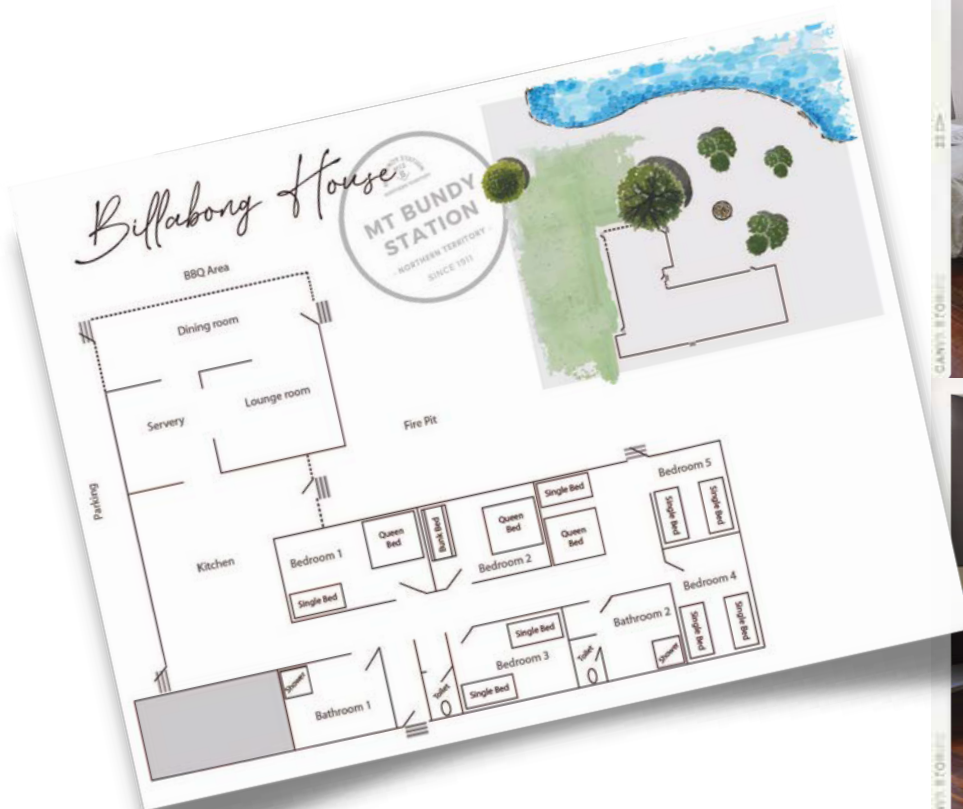 Billabong House
MT BUNDY
STATION
- NORTHERN TERRITORY -
SINCE 1911
BBQ Area
Dining room
Lounge room
Servery
Fire Pit
Parking
Kitchen
Bedroom 1
Queen
Bed
Bunk Bed
Single Bed
Queen
Bed
Bedroom 2
Single Bed
Queen
Bed
Bedroom 5
Single Bed
Single Bed
Bedroom 4
Single Bed
Single Bed
Bathroom 2
Shower
Toilet
Single Bed
Bedroom 3
Single Bed
Toilet
Shower
Bathroom 1